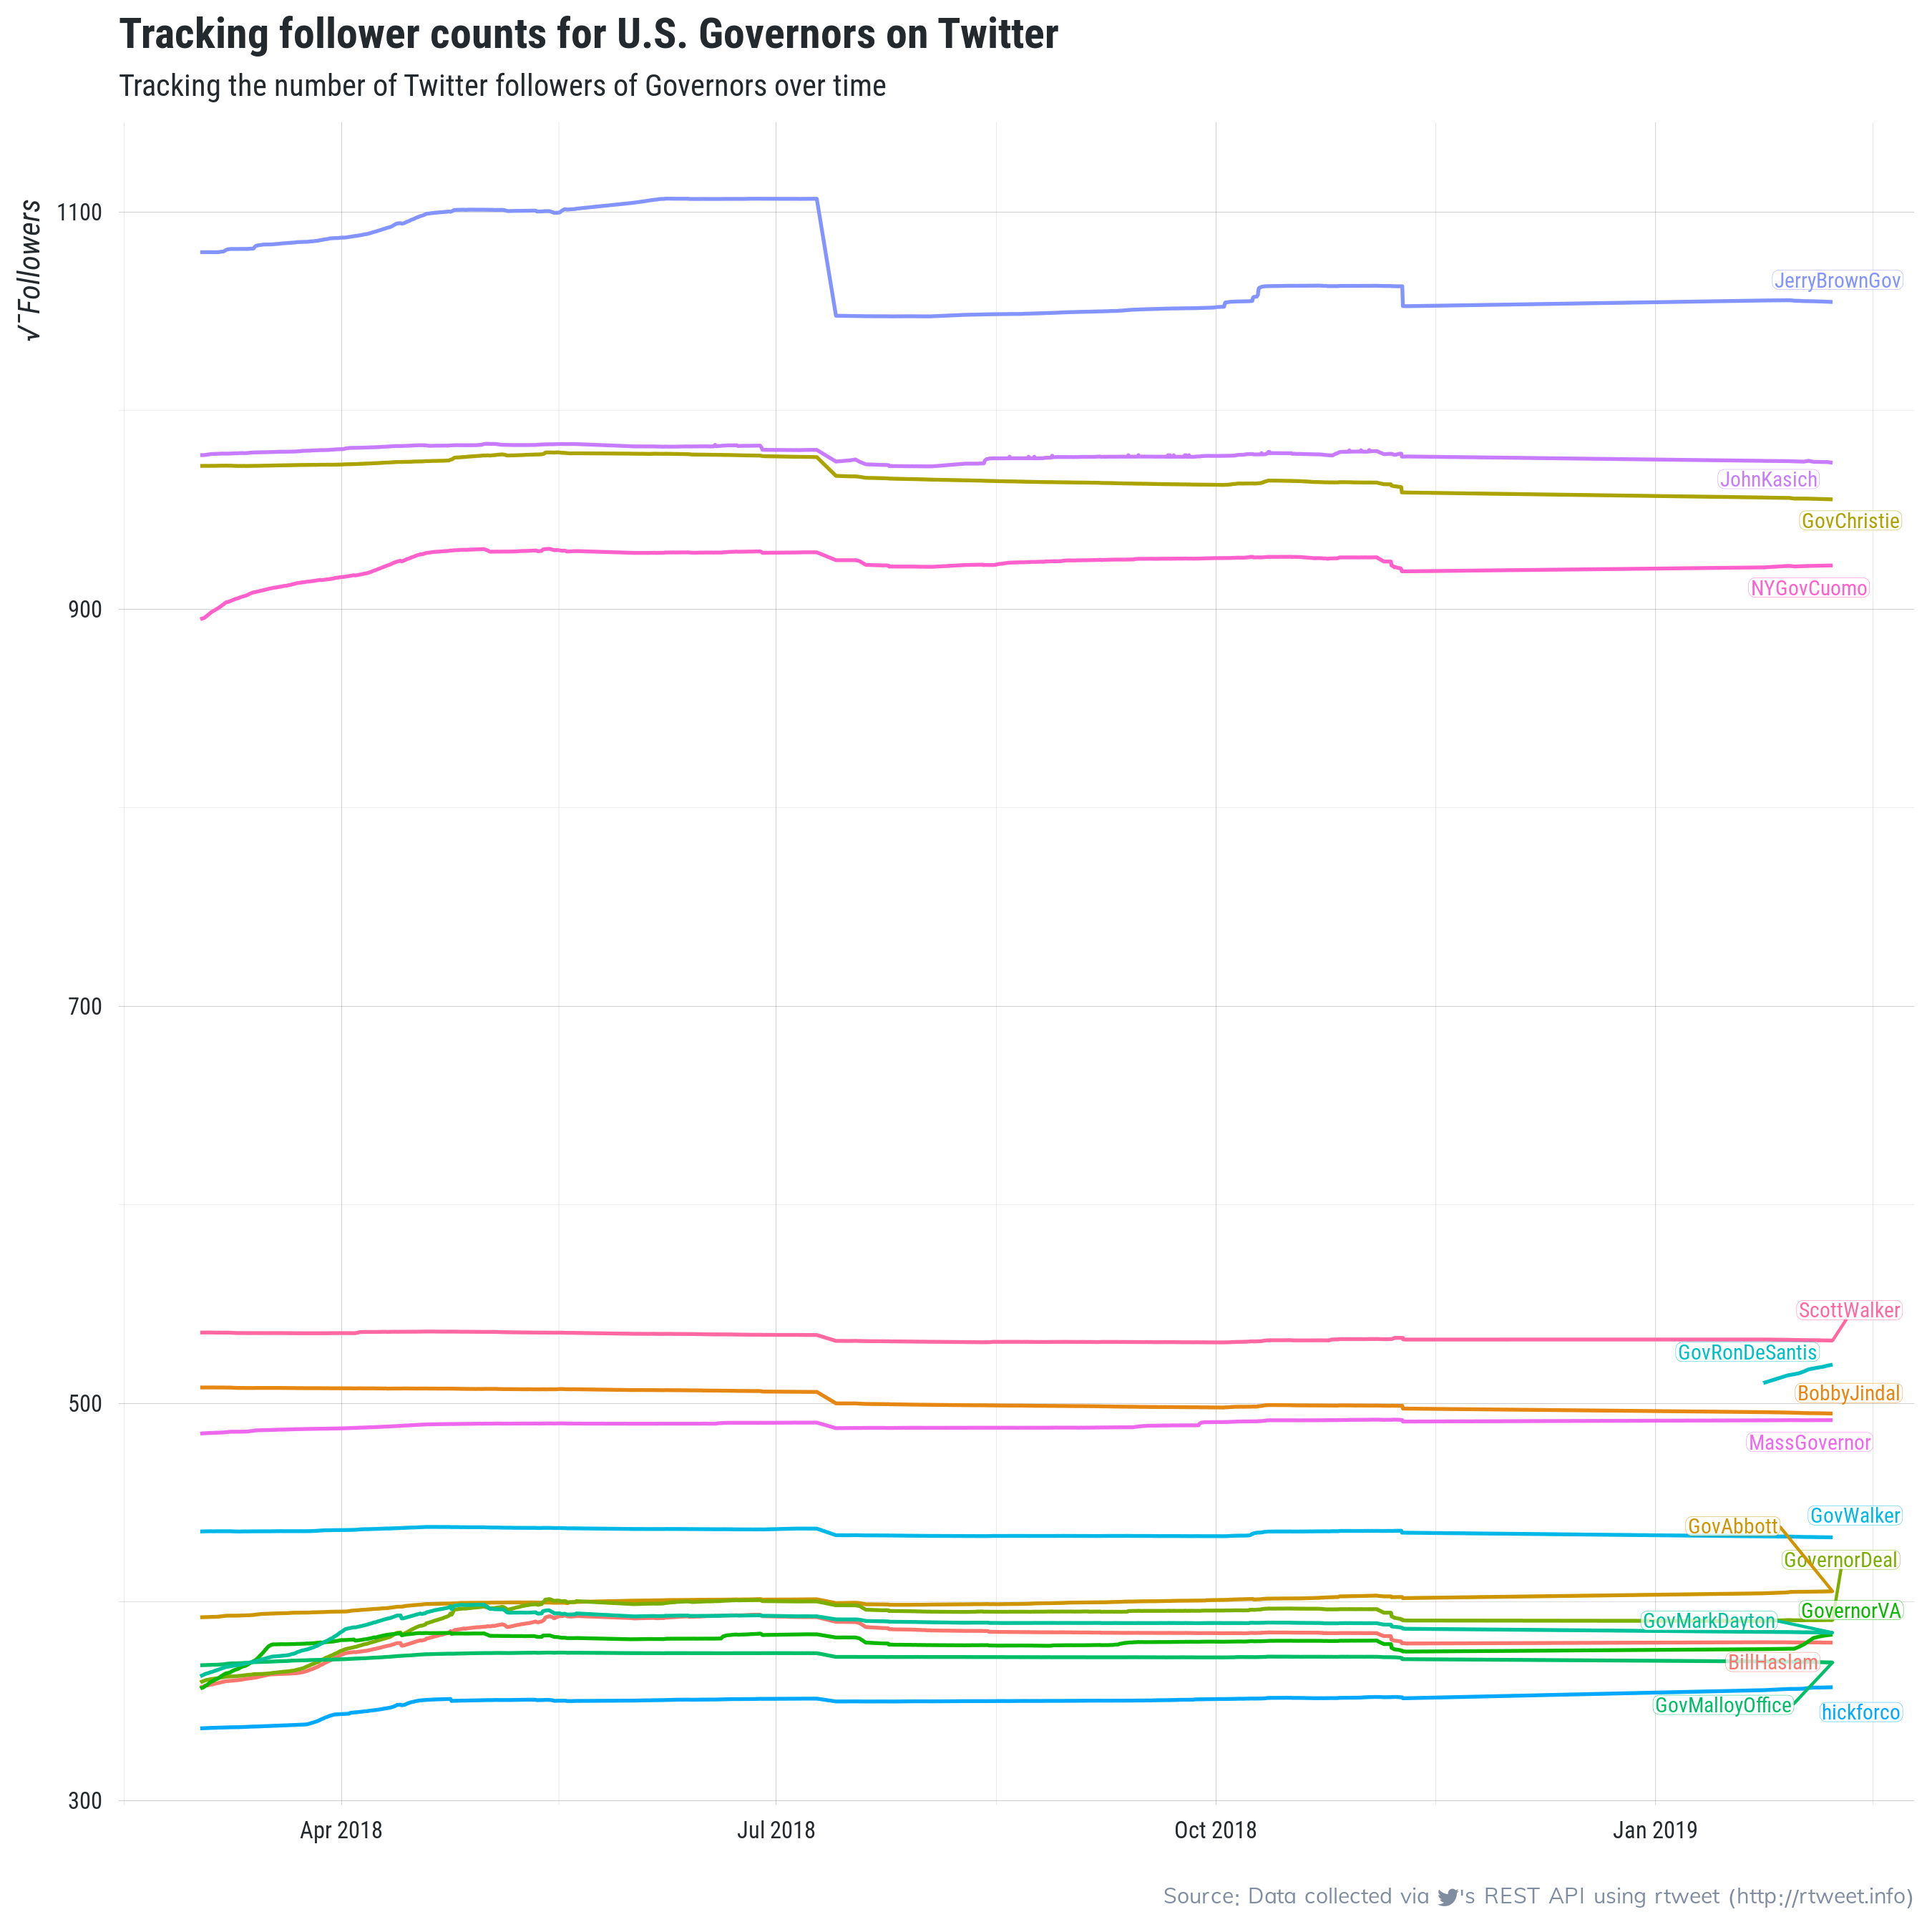 Tracking follower counts for U.S. Governors on Twitter
Tracking the number of Twitter followers of Governors over time
√¯Followers
1100
900
700
500
300
JerryBrownGov
JohnKasich
GovChristie
NYGovCuomo
ScottWalker
GovRonDeSantis
BobbyJindal
MassGovernor
GovWalker
GovAbbott
GovernorDeal
GovernorVA
GovMarkDayton
BillHaslam
GovMalloyOffice
hickforco
Apr 2018
Jul 2018
Oct 2018
Jan 2019
Source: Data collected via 's REST API using rtweet (http://rtweet.info)